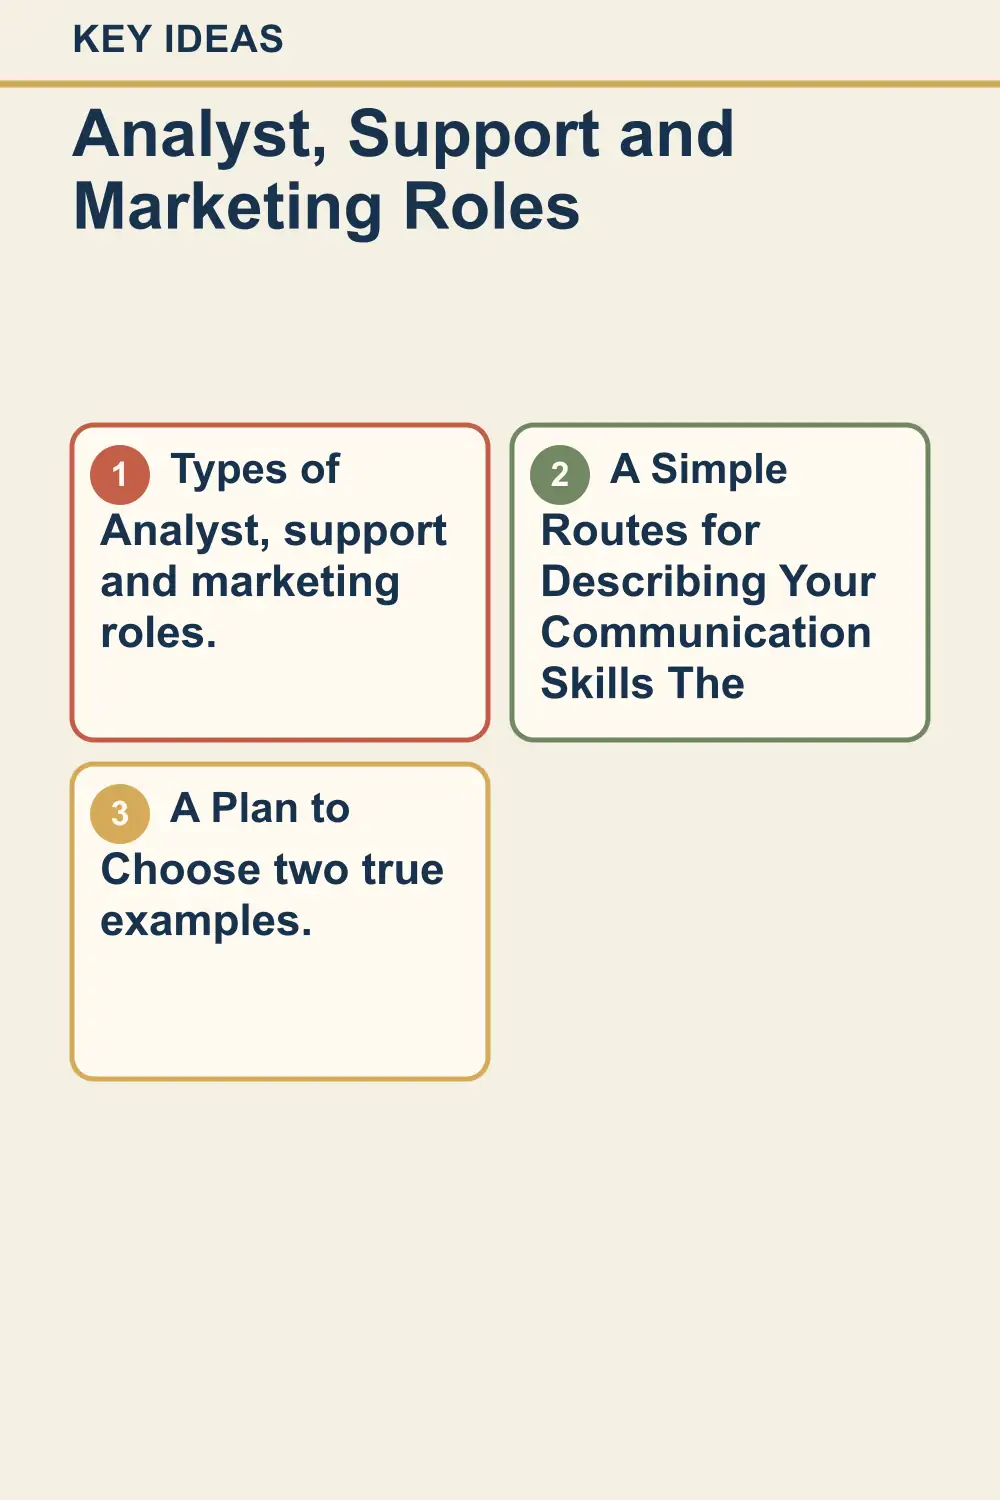 KEY IDEAS
Analyst, Support and
Marketing Roles
1 Types of
Analyst, support
and marketing
roles.
2 A Simple
Routes for
Describing Your
Communication
Skills The
3 A Plan to
Choose two true
examples.